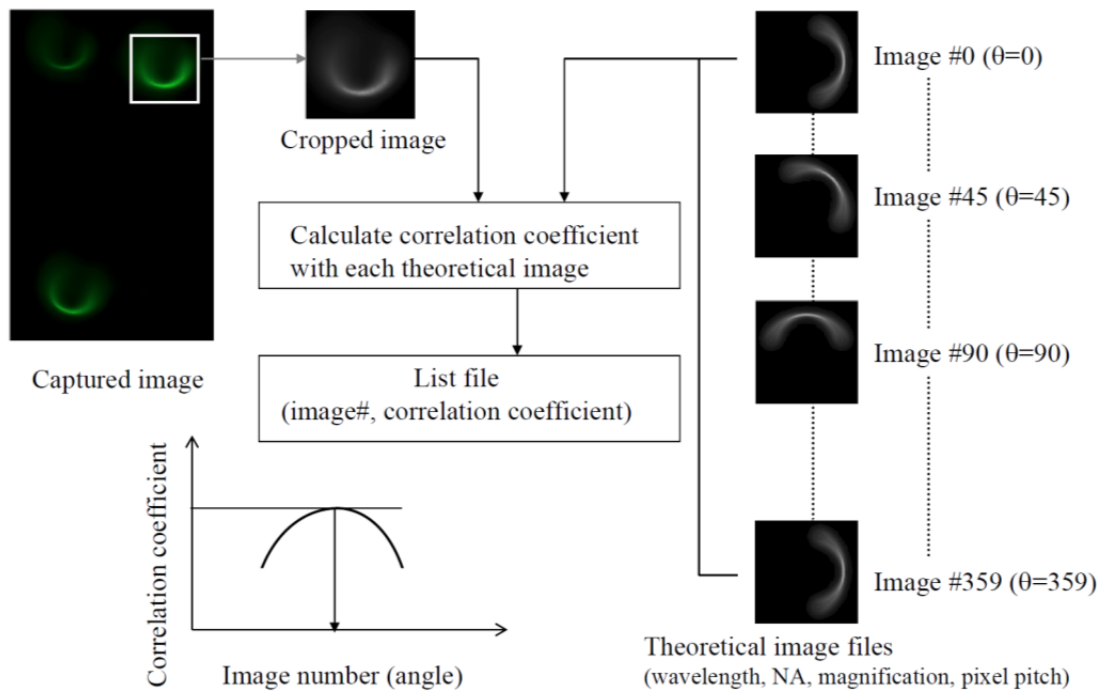 Captured image
Cropped image
Calculate correlation coefficient
with each theoretical image
List file
(image#, correlation coefficient)
Correlation coefficient
Image number (angle)
Image #0 (θ=0)
Image #45 (θ=45)
Image #90 (θ=90)
Image #359 (θ=359)
Theoretical image files
(wavelength, NA, magnification, pixel pitch)